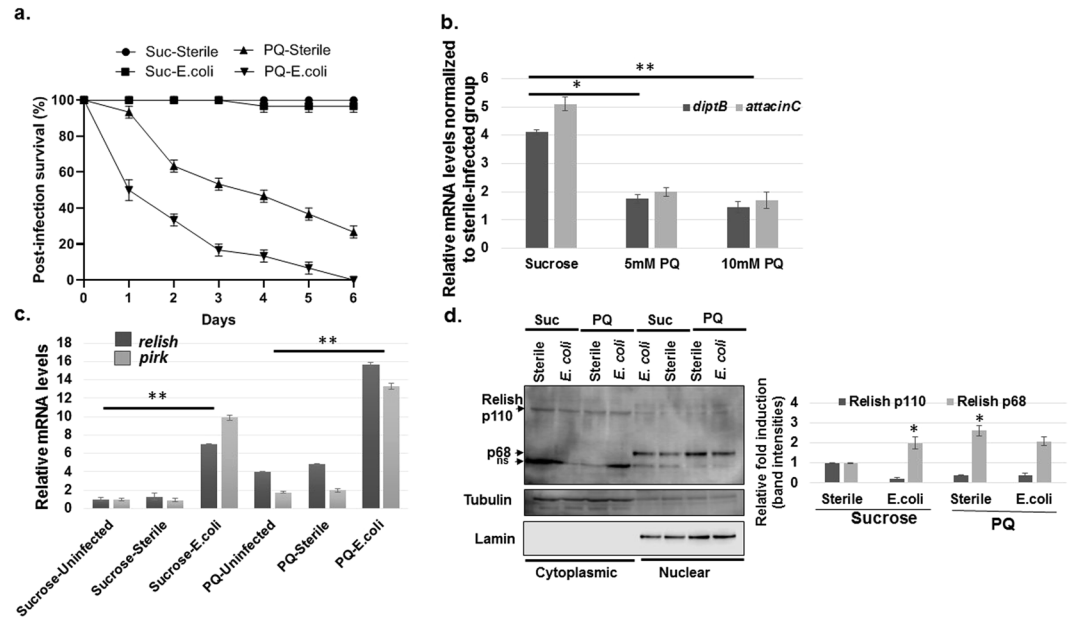 a.
Suc-Sterile
PQ-Sterile
Suc-E.coli
PQ-E.coli
Post-infection survival (%)
100
80
60
40
20
0
0 1 2 3 4 5 6
Days
b.
Relative mRNA levels normalized
to sterile-infected group
**
*
diptB attacinC
6
5
4
3
2
1
0
Sucrose 5mM PQ 10mM PQ
c.
relish
pirk
Relative mRNA levels
18
16
14
12
10
8
6
4
2
0
**
**
Sucrose-Uninfected
Sucrose-Sterile
Sucrose-E.coli
PQ-Uninfected
PQ-Sterile
PQ-E.coli
d.
Suc PQ Suc PQ
Sterile
E. coli
Sterile
E. coli
E. coli
Sterile
Sterile
E. coli
Relish
p110
p68
ns
Tubulin
Lamin
Cytoplasmic Nuclear
Relative fold induction
(band intensities)
Relish p110 Relish p68
4
3
2
1
0
*
*
Sterile E.coli Sterile E.coli
Sucrose PQ